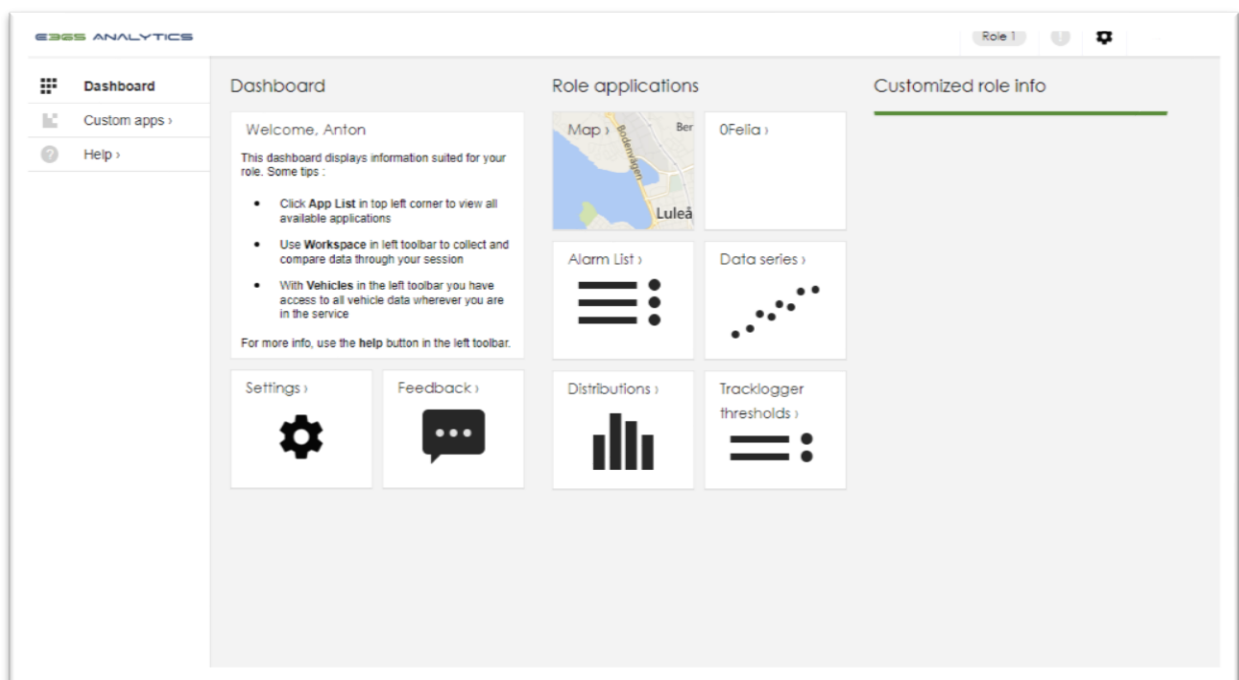 E365 ANALYTICS
Role 1
Dashboard
Custom apps ›
Help ›
Dashboard
Welcome, Anton
This dashboard displays information suited for your
role. Some tips :
• Click App List in top left corner to view all
available applications
• Use Workspace in left toolbar to collect and
compare data through your session
• With Vehicles in the left toolbar you have
access to all vehicle data wherever you are
in the service
For more info, use the help button in the left toolbar.
Settings ›
Feedback ›
Role applications
Map ›
Bodenvägen
Ber
Luleå
0Felia ›
Alarm List ›
Data series ›
Distributions ›
Tracklogger
thresholds ›
Customized role info